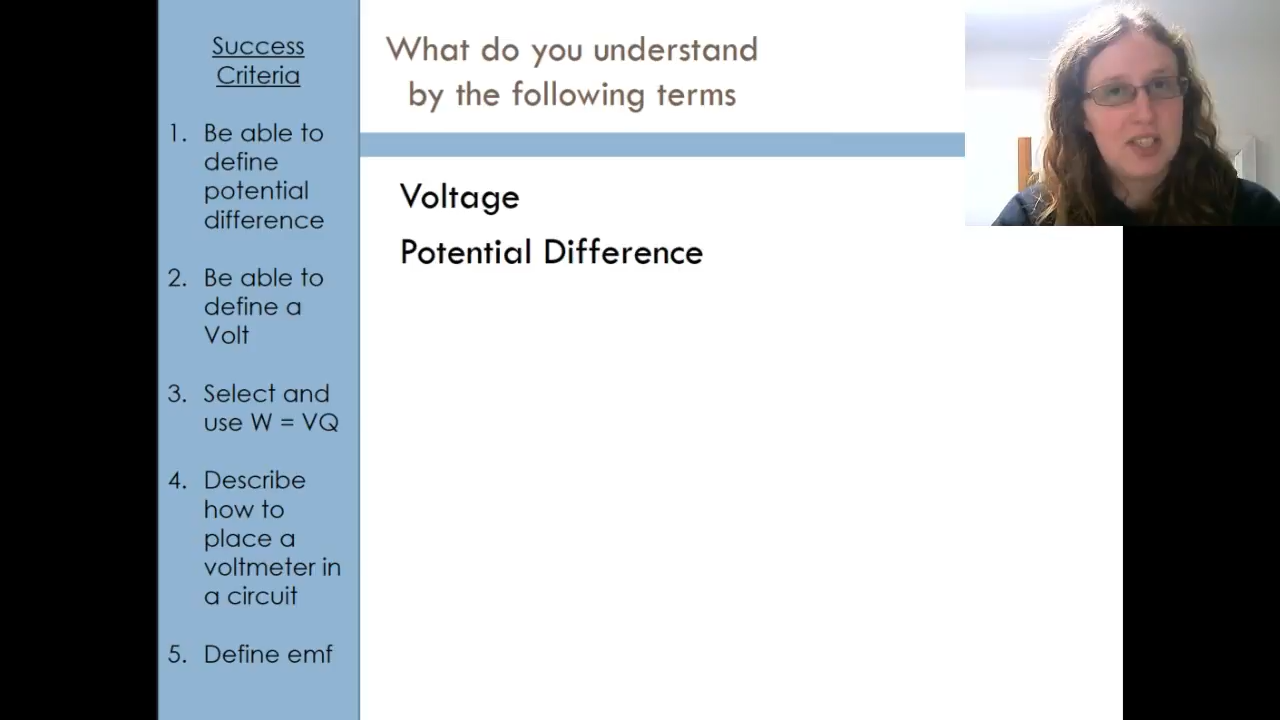 Success
Criteria
1. Be able to
define
potential
difference
2. Be able to
define a
Volt
3. Select and
use W = VQ
4. Describe
how to
place a
voltmeter in
a circuit
5. Define emf
What do you understand
by the following terms
Voltage
Potential Difference